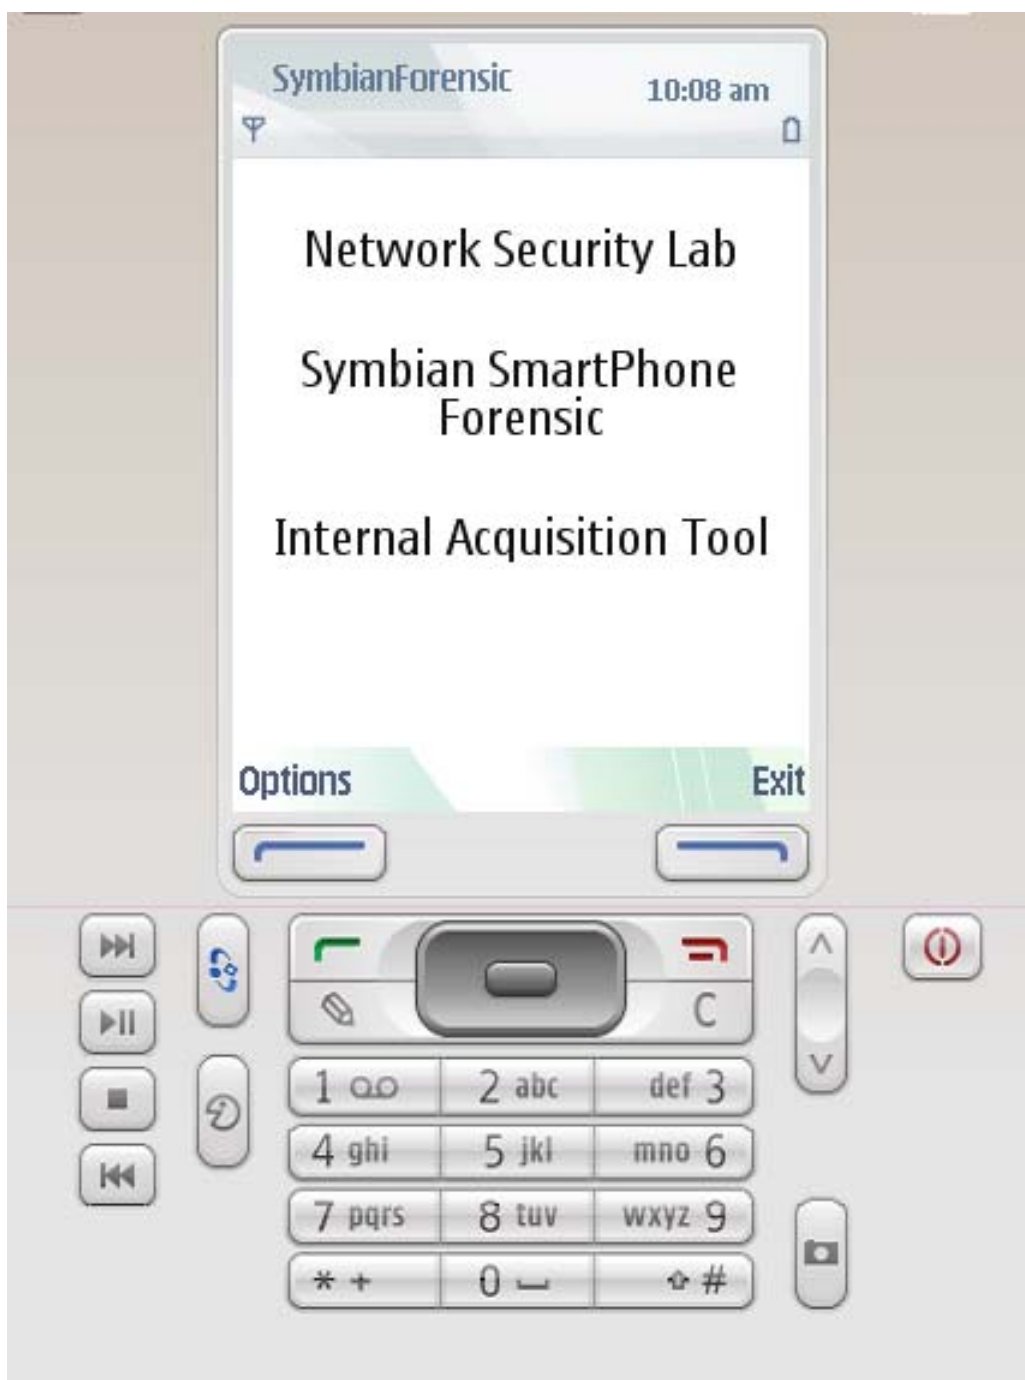 SymbianForensic
10:08 am
Network Security Lab
Symbian SmartPhone
Forensic
Internal Acquisition Tool
Options Exit
C
1 2 abc def 3
4 ghi 5 jkl mno 6
7 pqrs 8 tuv wxyz 9
* + 0 #